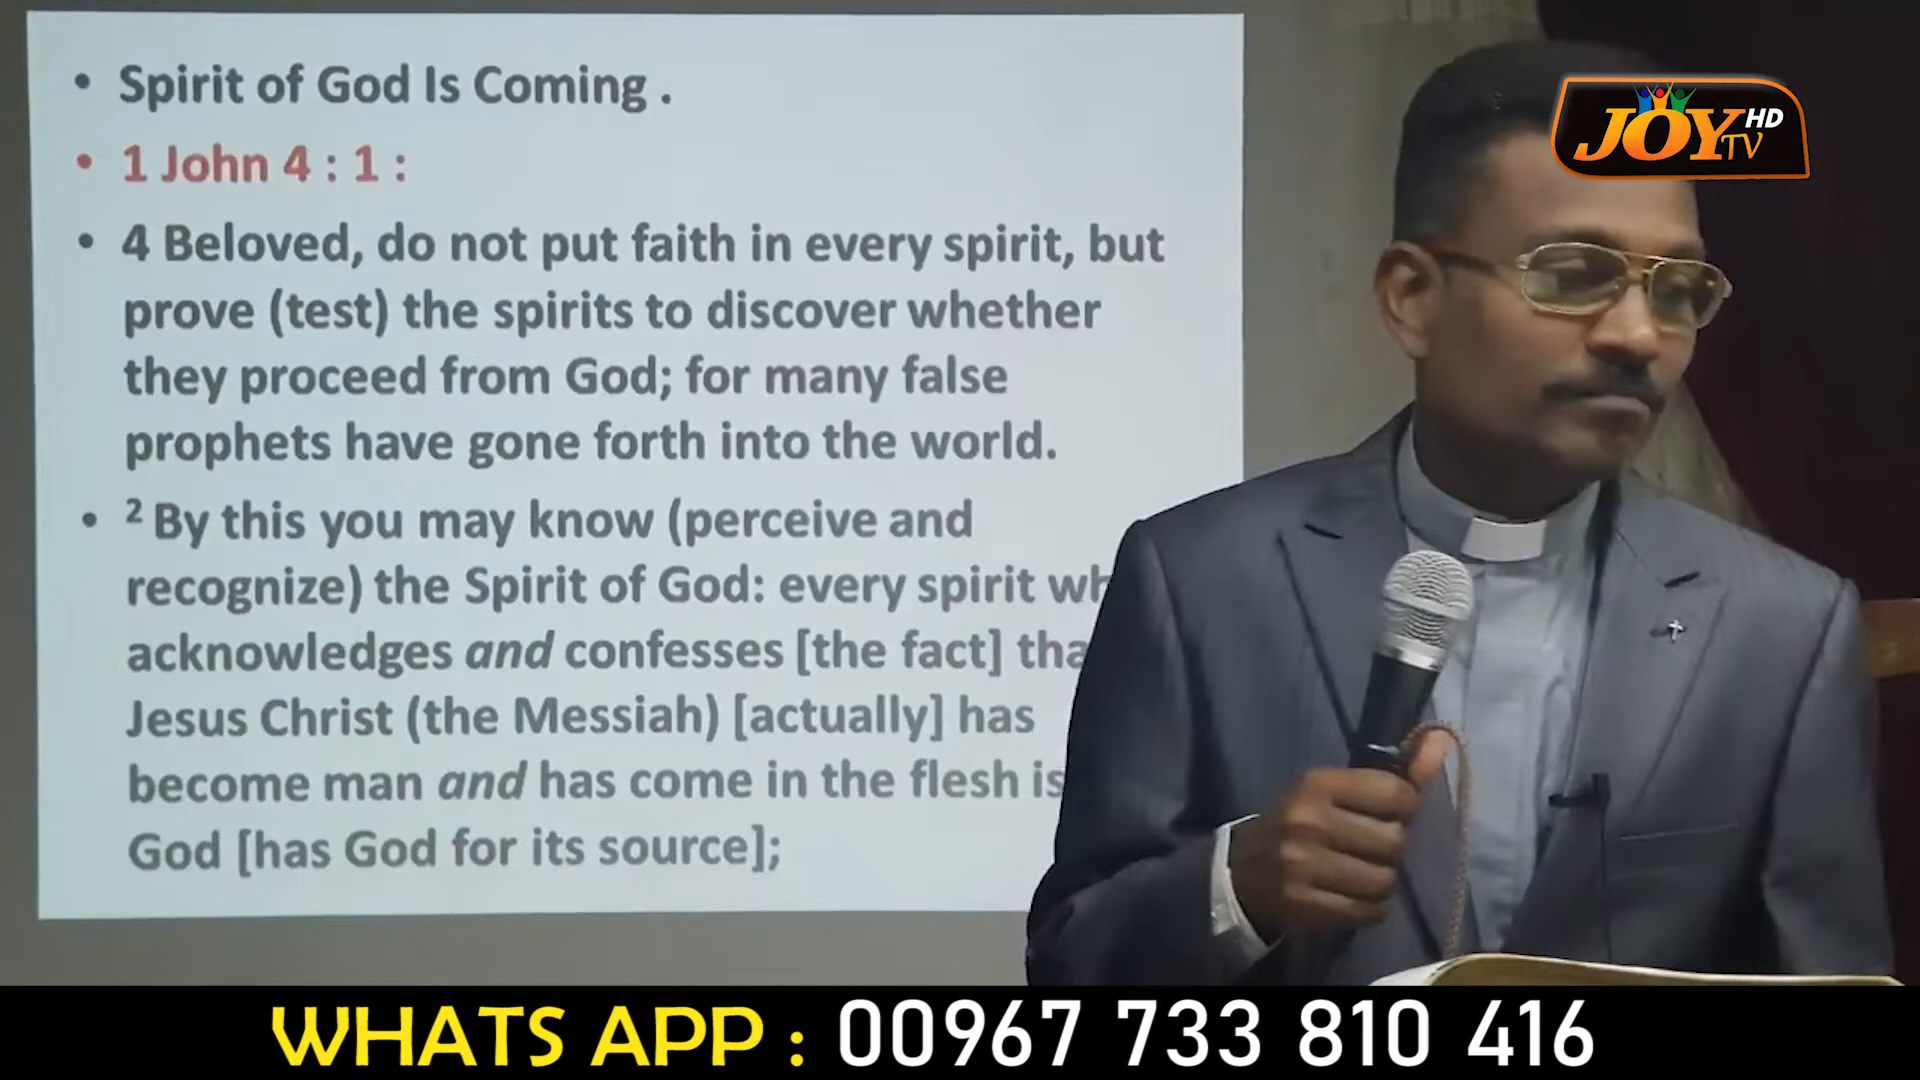 • Spirit of God Is Coming .
• 1 John 4 : 1 :
• 4 Beloved, do not put faith in every spirit, but
prove (test) the spirits to discover whether
they proceed from God; for many false
prophets have gone forth into the world.
• ² By this you may know (perceive and
recognize) the Spirit of God: every spirit
acknowledges and confesses [the fact]
Jesus Christ (the Messiah) [actually] has
become man and has come in the flesh is
God [has God for its source];
JOY TV HD
WHATS APP : 00967 733 810 416